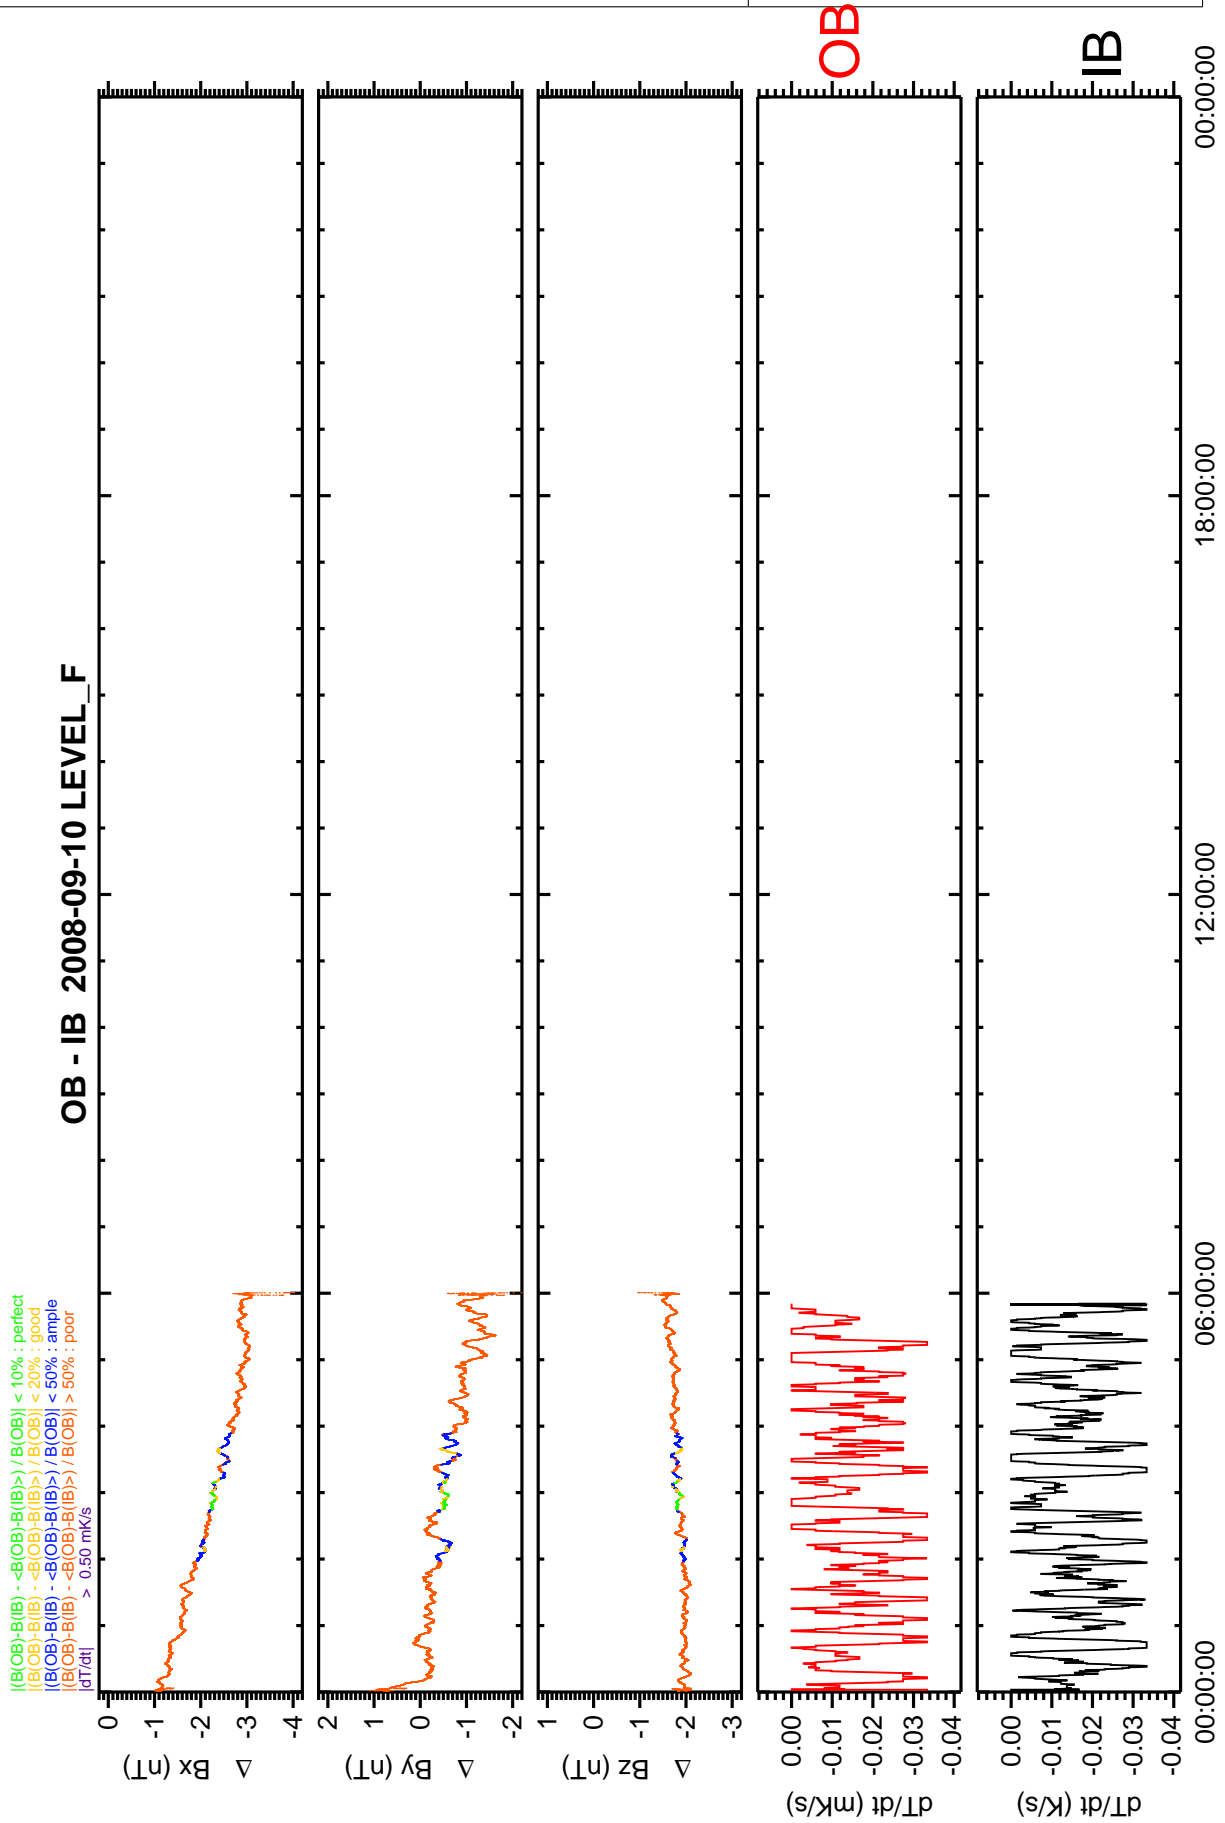 |(B(OB)-B(IB) - <B(OB)-B(IB)>) / B(OB)| < 10% : perfect
|(B(OB)-B(IB) - <B(OB)-B(IB)>) / B(OB)| < 20% : good
|(B(OB)-B(IB) - <B(OB)-B(IB)>) / B(OB)| < 50% : ample
|(B(OB)-B(IB) - <B(OB)-B(IB)>) / B(OB)| > 50% : poor
|dT/dt| > 0.50 mK/s
OB - IB 2008-09-10 LEVEL_F
0
-1
-2
-3
-4
Δ Bx (nT)
2
1
0
-1
-2
Δ By (nT)
1
0
-1
-2
-3
Δ Bz (nT)
0.00
-0.01
-0.02
-0.03
-0.04
dT/dt (mK/s)
OB
0.00
-0.01
-0.02
-0.03
-0.04
dT/dt (K/s)
IB
00:00:00 06:00:00 12:00:00 18:00:00 00:00:00